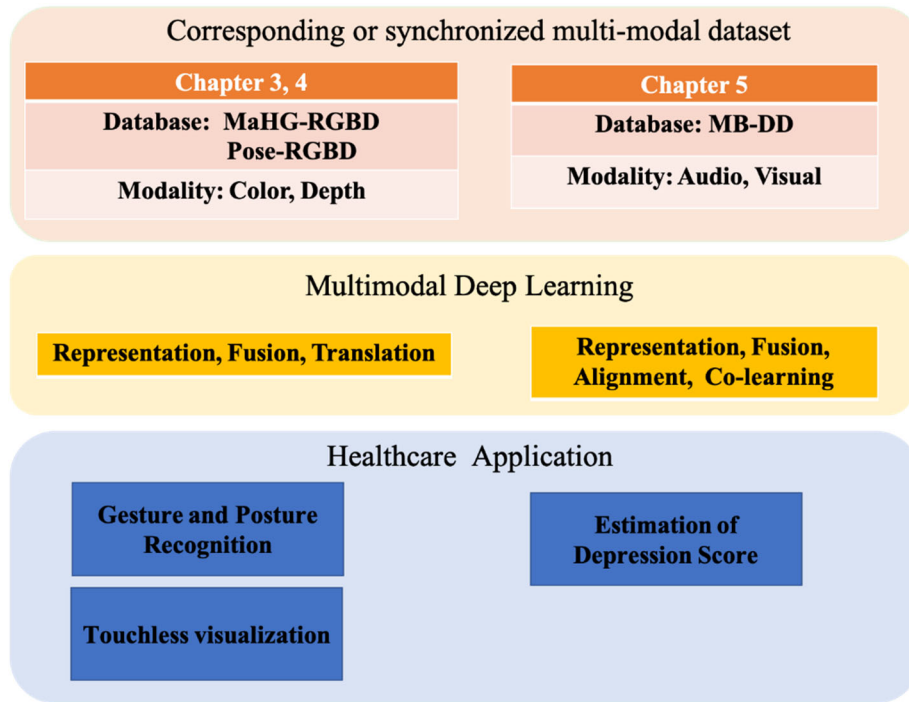 Corresponding or synchronized multi-modal dataset
Chapter 3, 4
Database: MaHG-RGBD
Pose-RGBD
Modality: Color, Depth
Chapter 5
Database: MB-DD
Modality: Audio, Visual
Multimodal Deep Learning
Representation, Fusion, Translation
Representation, Fusion,
Alignment, Co-learning
Healthcare Application
Gesture and Posture
Recognition
Touchless visualization
Estimation of
Depression Score